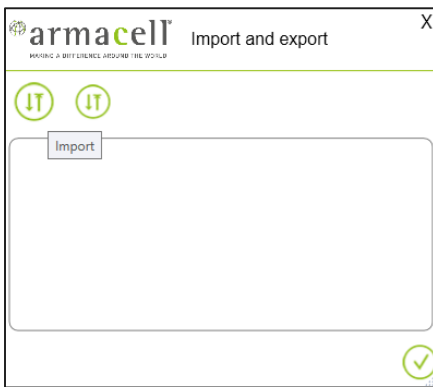 armacell®
MAKING A DIFFERENCE AROUND THE WORLD
Import and export
X
Import